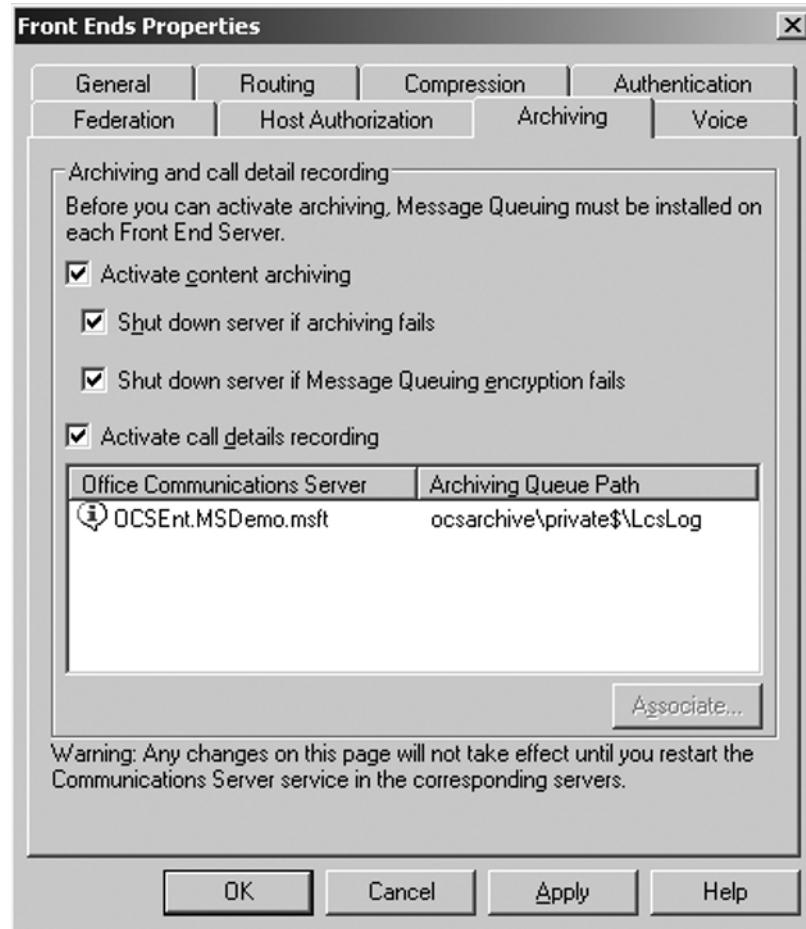 Front Ends Properties
General Routing Compression Authentication
Federation Host Authorization Archiving Voice
Archiving and call detail recording
Before you can activate archiving, Message Queuing must be installed on
each Front End Server.
Activate content archiving
Shut down server if archiving fails
Shut down server if Message Queuing encryption fails
Activate call details recording
Office Communications Server Archiving Queue Path
OCSEnt.MSDemo.msft ocsarchive\private$\LcsLog
Associate...
Warning: Any changes on this page will not take effect until you restart the
Communications Server service in the corresponding servers.
OK Cancel Apply Help